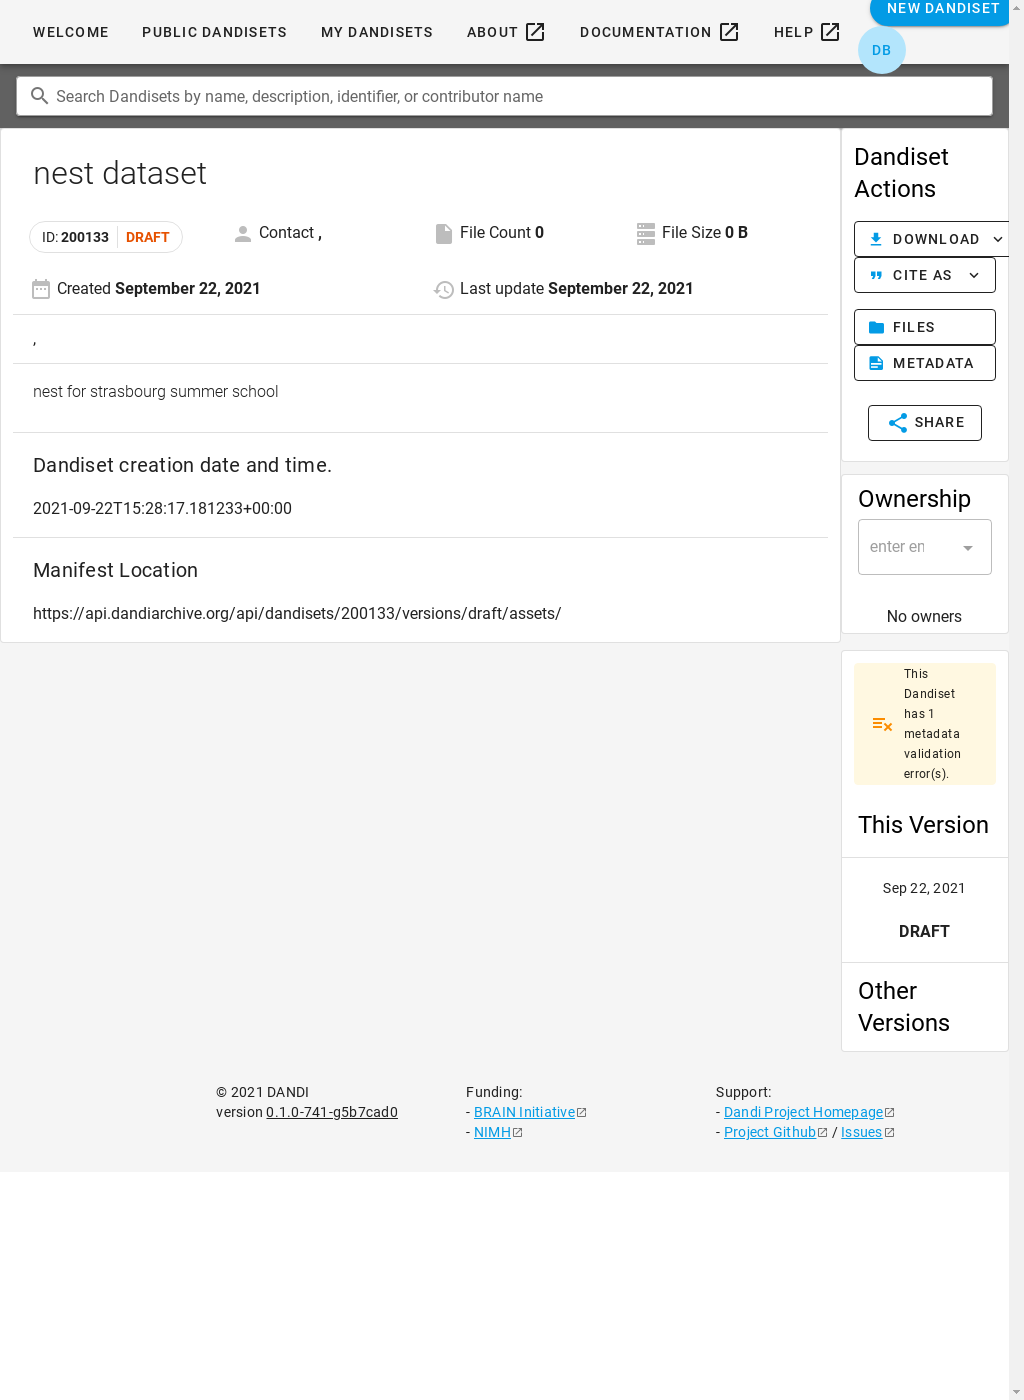 WELCOME PUBLIC DANDISETS MY DANDISETS ABOUT DOCUMENTATION HELP NEW DANDISET
DB
Search Dandisets by name, description, identifier, or contributor name
nest dataset
ID: 200133 DRAFT Contact , File Count 0 File Size 0 B
Created September 22, 2021 Last update September 22, 2021
,
nest for strasbourg summer school
Dandiset creation date and time.
2021-09-22T15:28:17.181233+00:00
Manifest Location
https://api.dandiarchive.org/api/dandisets/200133/versions/draft/assets/
Dandiset
Actions
DOWNLOAD
CITE AS
FILES
METADATA
SHARE
Ownership
enter en
No owners
This
Dandiset
has 1
metadata
validation
error(s).
This Version
Sep 22, 2021
DRAFT
Other
Versions
© 2021 DANDI
version 0.1.0-741-g5b7cad0
Funding:
- BRAIN Initiative
- NIMH
Support:
- Dandi Project Homepage
- Project Github / Issues